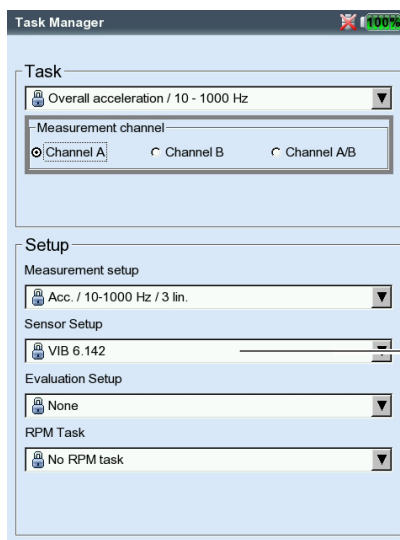 Task Manager 100%
Task
Overall acceleration / 10 - 1000 Hz
Measurement channel
Channel A Channel B Channel A/B
Setup
Measurement setup
Acc. / 10-1000 Hz / 3 lin.
Sensor Setup
VIB 6.142
Evaluation Setup
None
RPM Task
No RPM task